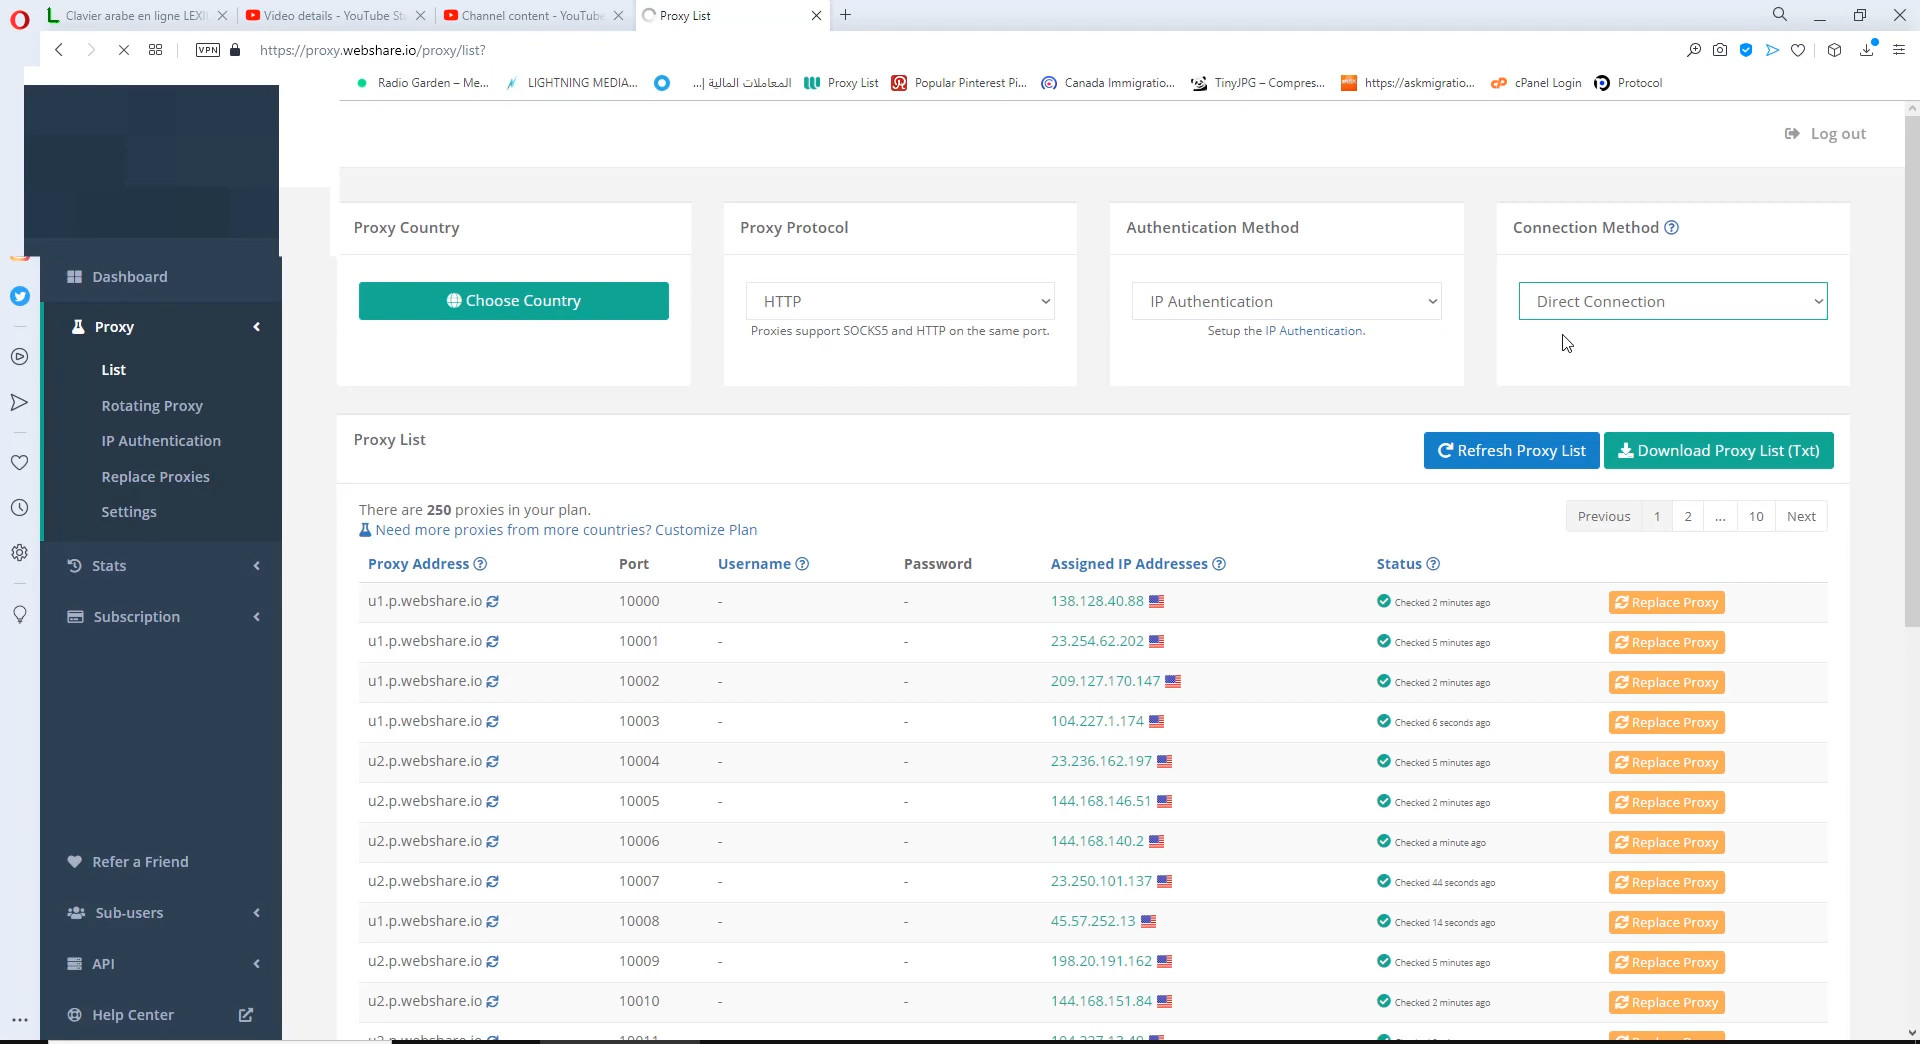 Clavier arabe en ligne LEXI
Video details - YouTube St
Channel content - YouTube
Proxy List
VPN
https://proxy.webshare.io/proxy/list?
Radio Garden – Me...
LIGHTNING MEDIA...
المعاملات المالية إ...
Proxy List
Popular Pinterest Pi...
Canada Immigratio...
TinyJPG – Compres...
https://askmigratio...
cPanel Login
Protocol
Log out
Proxy Country
Proxy Protocol
Authentication Method
Connection Method
Choose Country
HTTP
IP Authentication
Direct Connection
Proxies support SOCKS5 and HTTP on the same port.
Setup the IP Authentication.
Dashboard
Proxy
List
Rotating Proxy
IP Authentication
Replace Proxies
Settings
Stats
Subscription
Refer a Friend
Sub-users
API
Help Center
Proxy List
Refresh Proxy List
Download Proxy List (Txt)
There are 250 proxies in your plan.
Need more proxies from more countries? Customize Plan
Previous 1 2 ... 10 Next
Proxy Address Port Username Password Assigned IP Addresses Status
u1.p.webshare.io 10000 - - 138.128.40.88 Checked 2 minutes ago Replace Proxy
u1.p.webshare.io 10001 - - 23.254.62.202 Checked 5 minutes ago Replace Proxy
u1.p.webshare.io 10002 - - 209.127.170.147 Checked 2 minutes ago Replace Proxy
u1.p.webshare.io 10003 - - 104.227.1.174 Checked 6 seconds ago Replace Proxy
u2.p.webshare.io 10004 - - 23.236.162.197 Checked 5 minutes ago Replace Proxy
u2.p.webshare.io 10005 - - 144.168.146.51 Checked 2 minutes ago Replace Proxy
u2.p.webshare.io 10006 - - 144.168.140.2 Checked a minute ago Replace Proxy
u2.p.webshare.io 10007 - - 23.250.101.137 Checked 44 seconds ago Replace Proxy
u1.p.webshare.io 10008 - - 45.57.252.13 Checked 14 seconds ago Replace Proxy
u2.p.webshare.io 10009 - - 198.20.191.162 Checked 5 minutes ago Replace Proxy
u2.p.webshare.io 10010 - - 144.168.151.84 Checked 2 minutes ago Replace Proxy